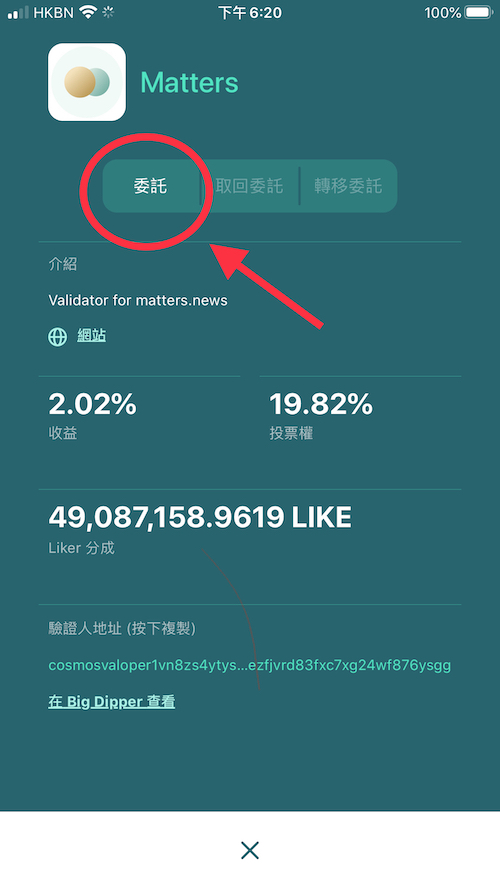 HKBN 下午6:20 100%
Matters
委託 取回委託 轉移委託
介紹
Validator for matters.news
網站
2.02% 19.82%
收益 投票權
49,087,158.9619 LIKE
Liker 分成
驗證人地址 (按下複製)
cosmosvaloper1vn8zs4ytys...ezfjvrd83fxc7xg24wf876ysgg
在 Big Dipper 查看